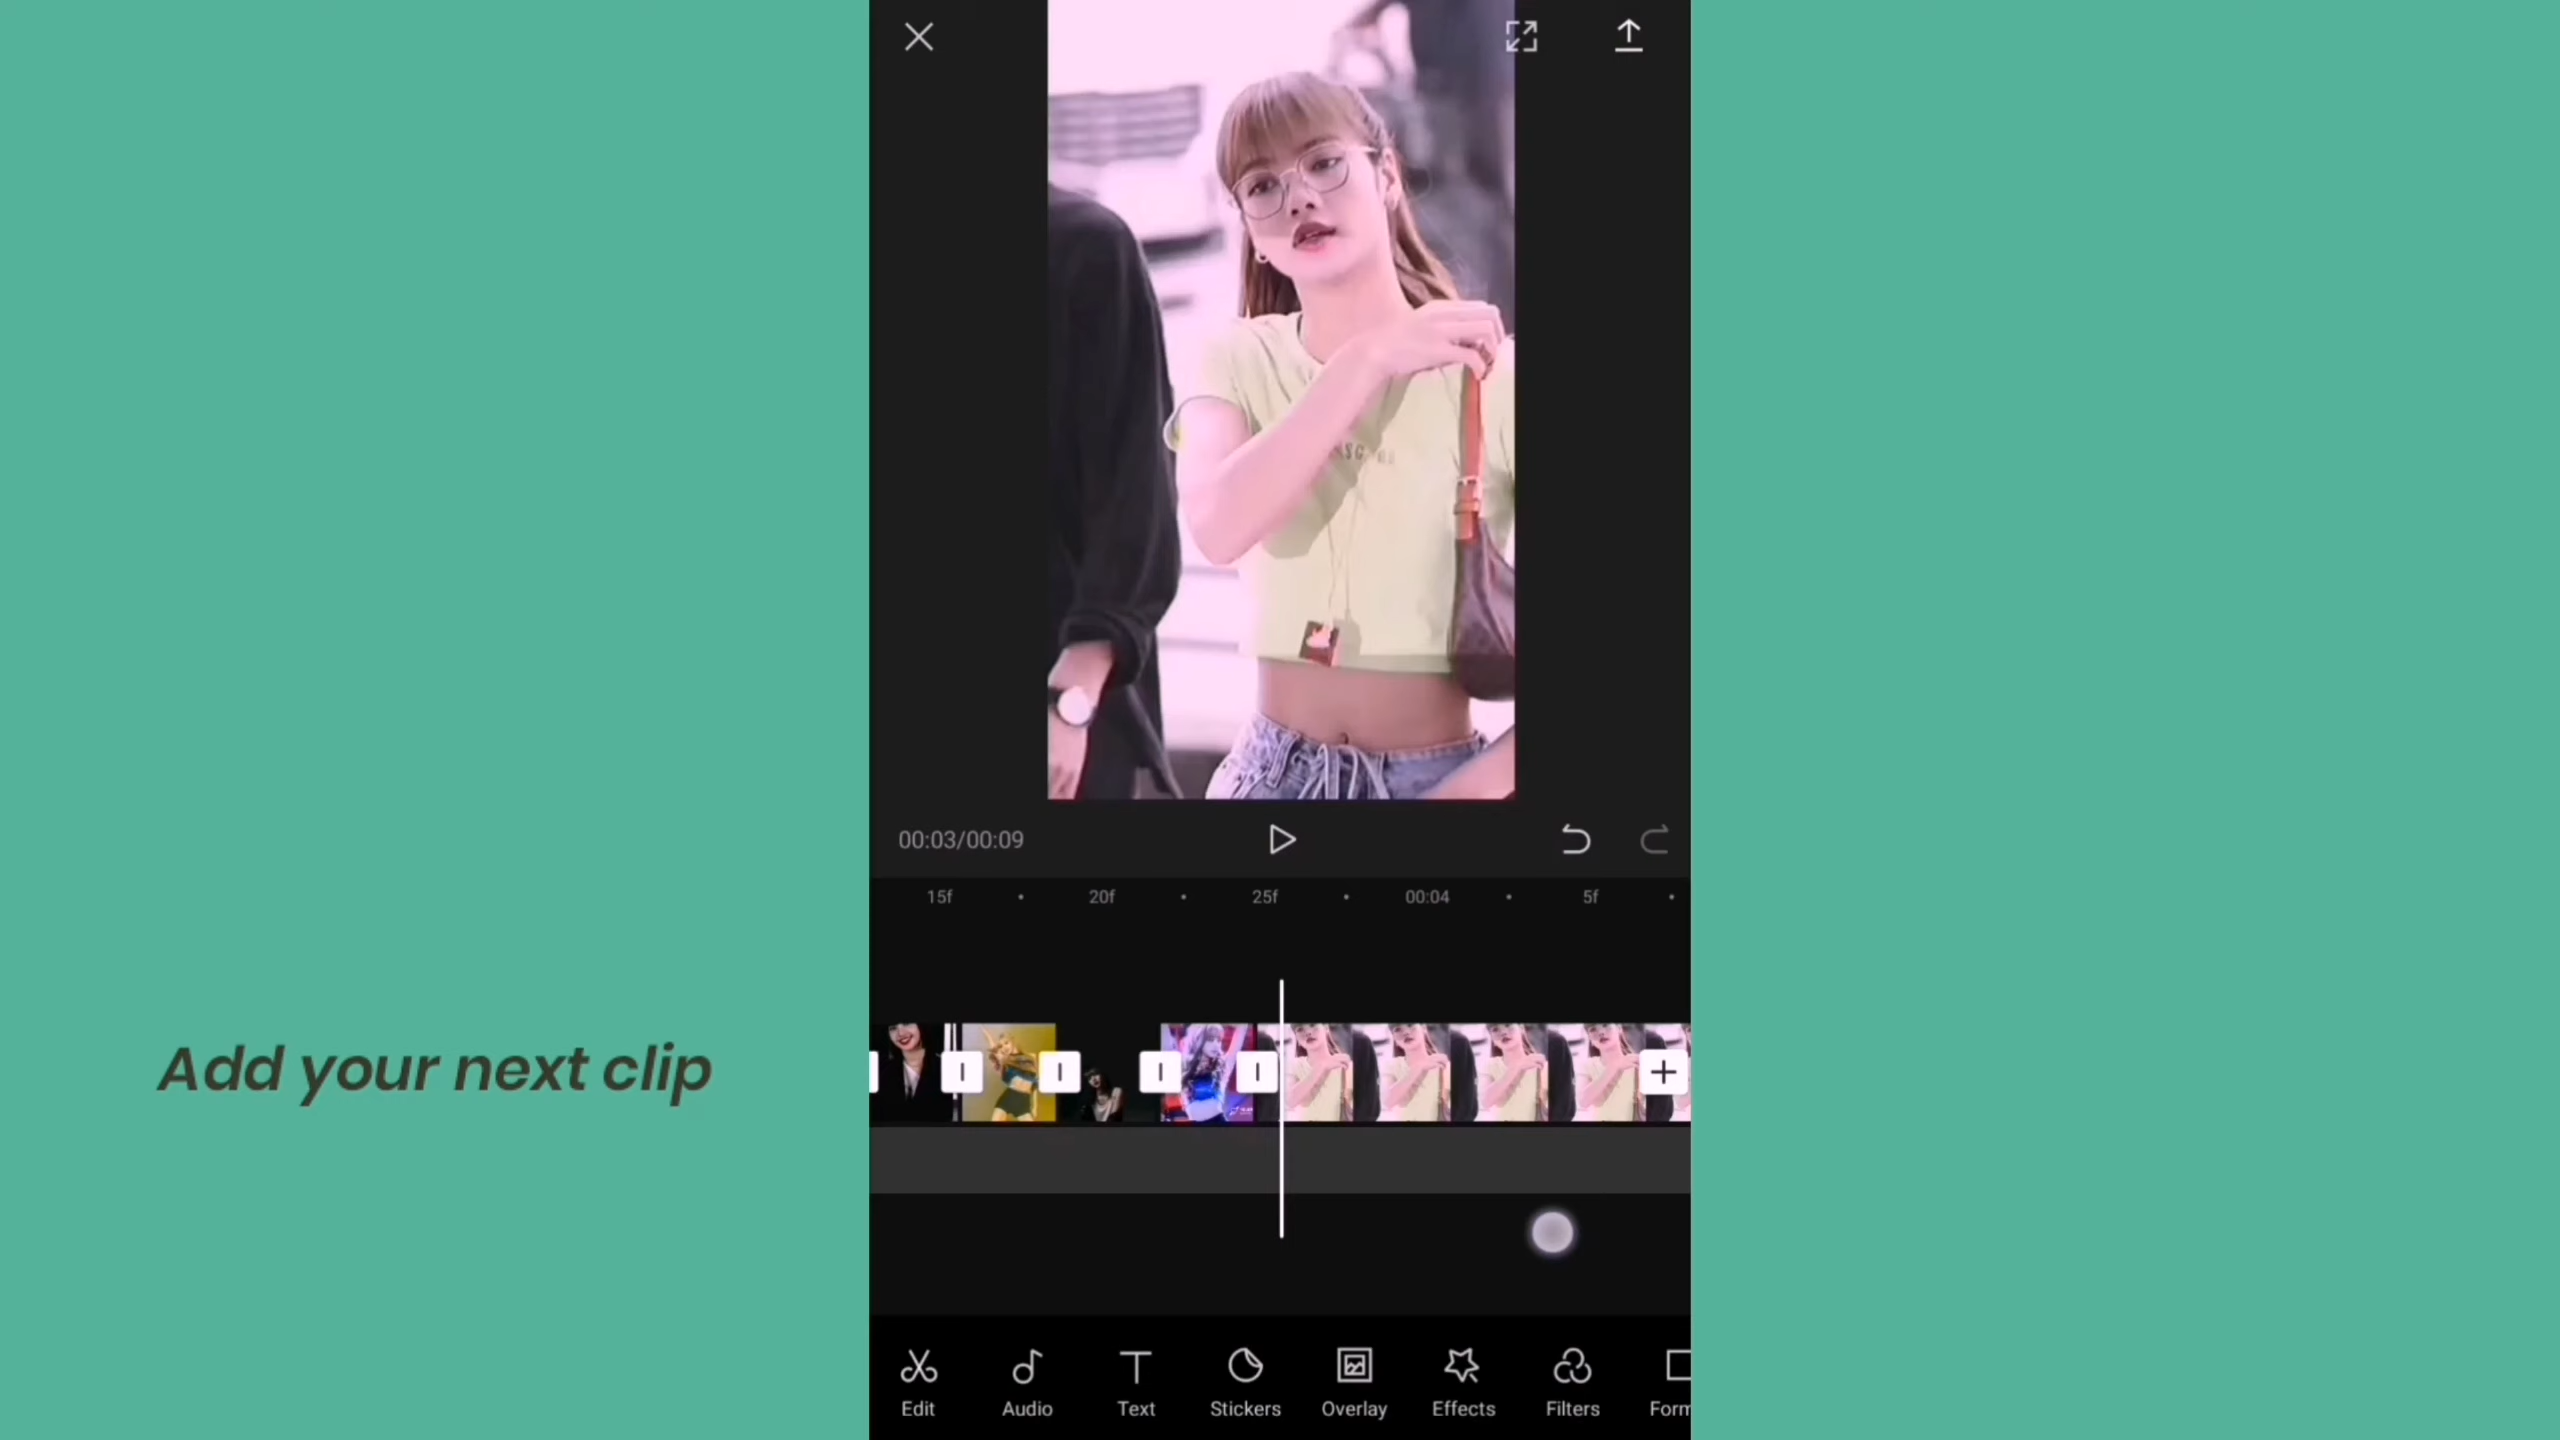 00:03/00:09
15f 20f 25f 00:04 5f
Add your next clip
Edit Audio Text Stickers Overlay Effects Filters Form